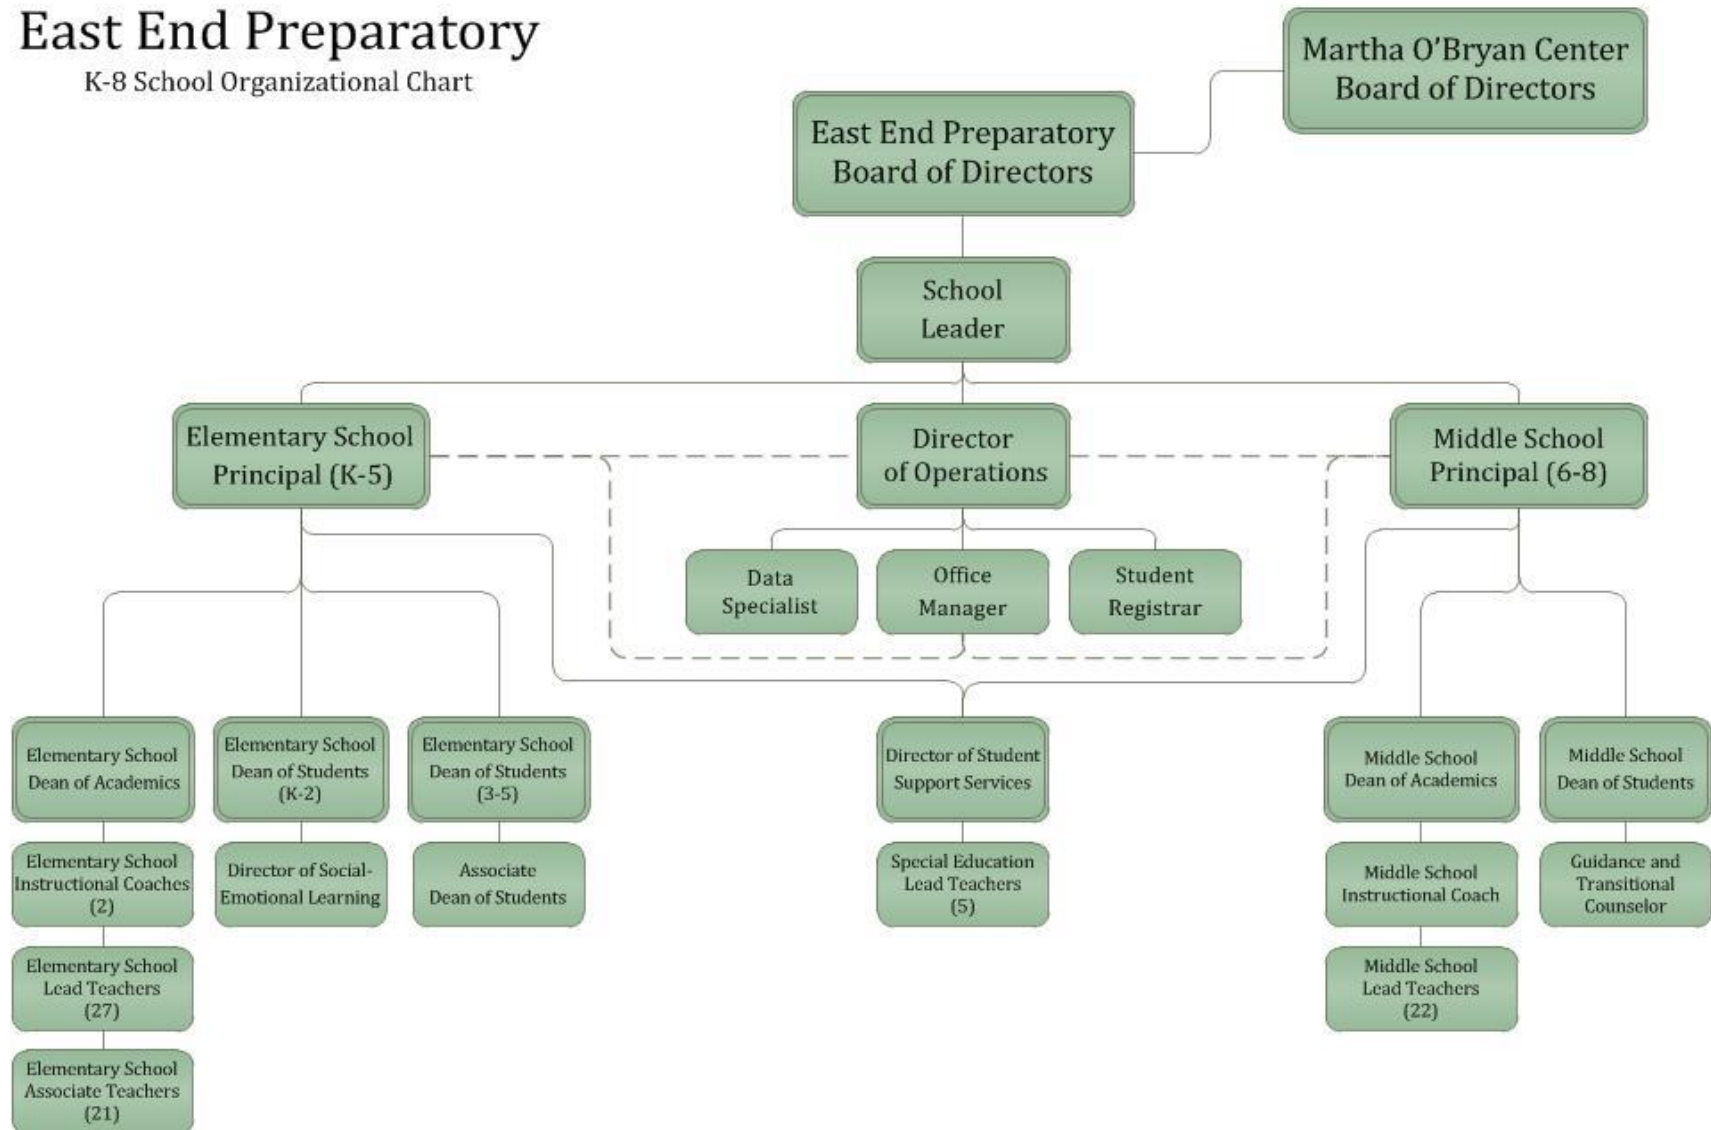 East End Preparatory
K-8 School Organizational Chart
Martha O'Bryan Center
Board of Directors
East End Preparatory
Board of Directors
School
Leader
Elementary School
Principal (K-5)
Director
of Operations
Middle School
Principal (6-8)
Data
Specialist
Office
Manager
Student
Registrar
Elementary School
Dean of Academics
Elementary School
Dean of Students
(K-2)
Elementary School
Dean of Students
(3-5)
Director of Student
Support Services
Middle School
Dean of Academics
Middle School
Dean of Students
Elementary School
Instructional Coaches
(2)
Director of Social-
Emotional Learning
Associate
Dean of Students
Special Education
Lead Teachers
(5)
Middle School
Instructional Coach
Guidance and
Transitional
Counselor
Elementary School
Lead Teachers
(27)
Middle School
Lead Teachers
(22)
Elementary School
Associate Teachers
(21)